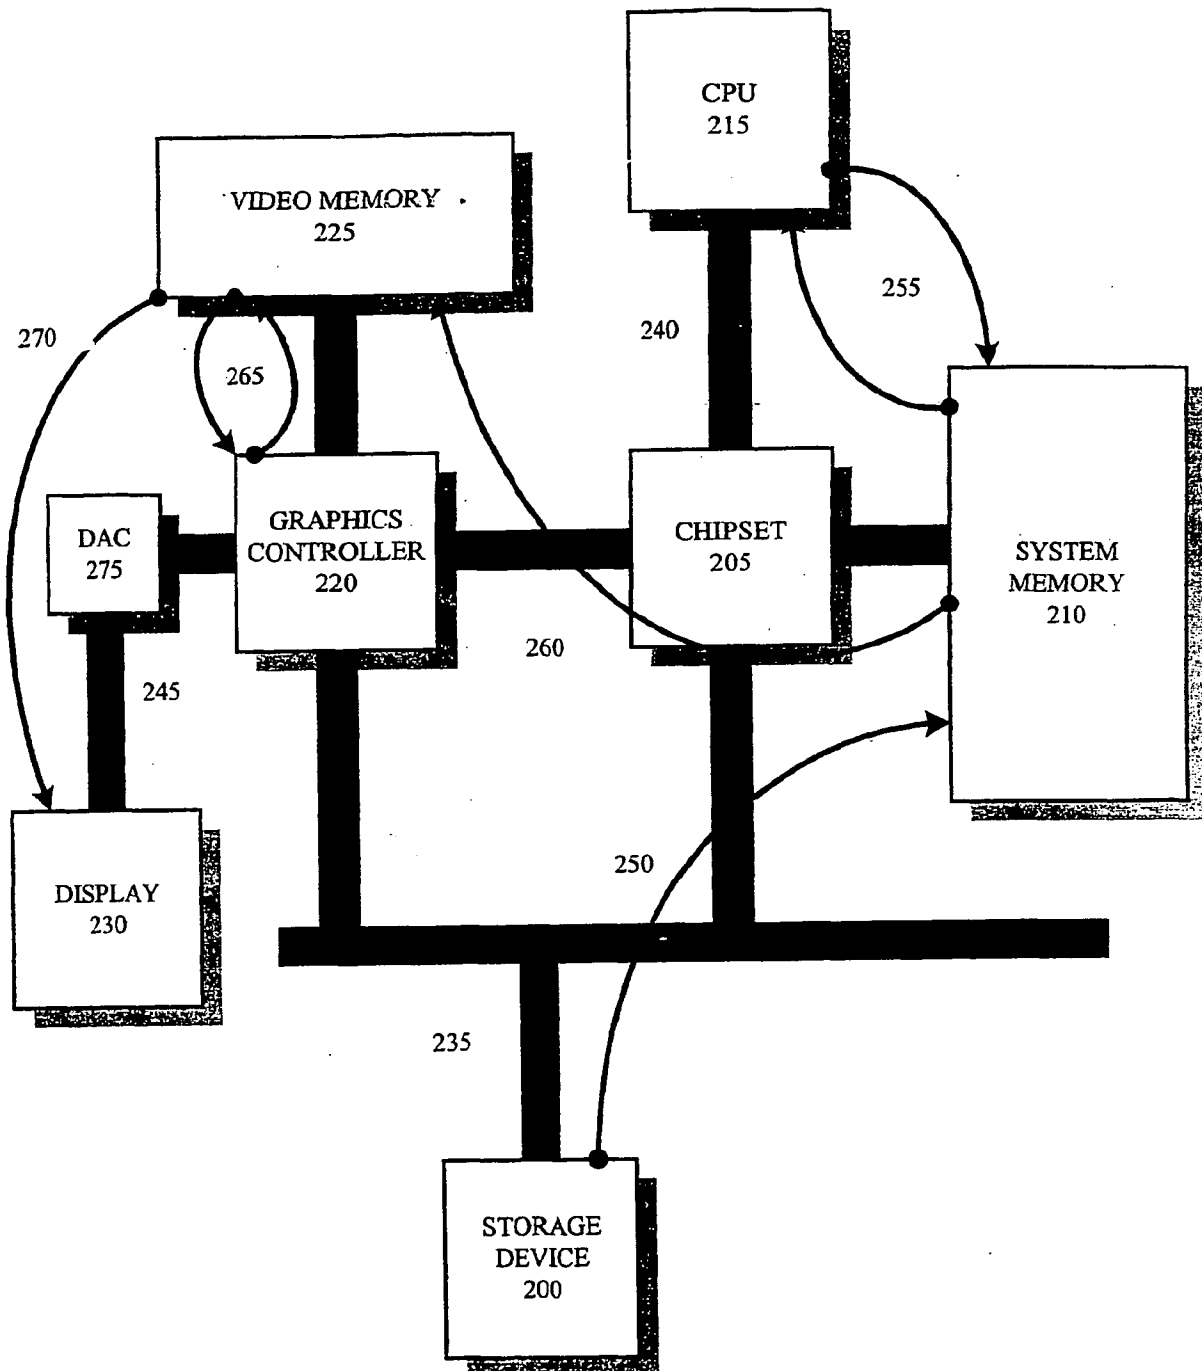 CPU
215
VIDEO MEMORY
225
255
240
270
265
DAC
275
GRAPHICS
CONTROLLER
220
CHIPSET
205
SYSTEM
MEMORY
210
260
245
250
DISPLAY
230
235
STORAGE
DEVICE
200